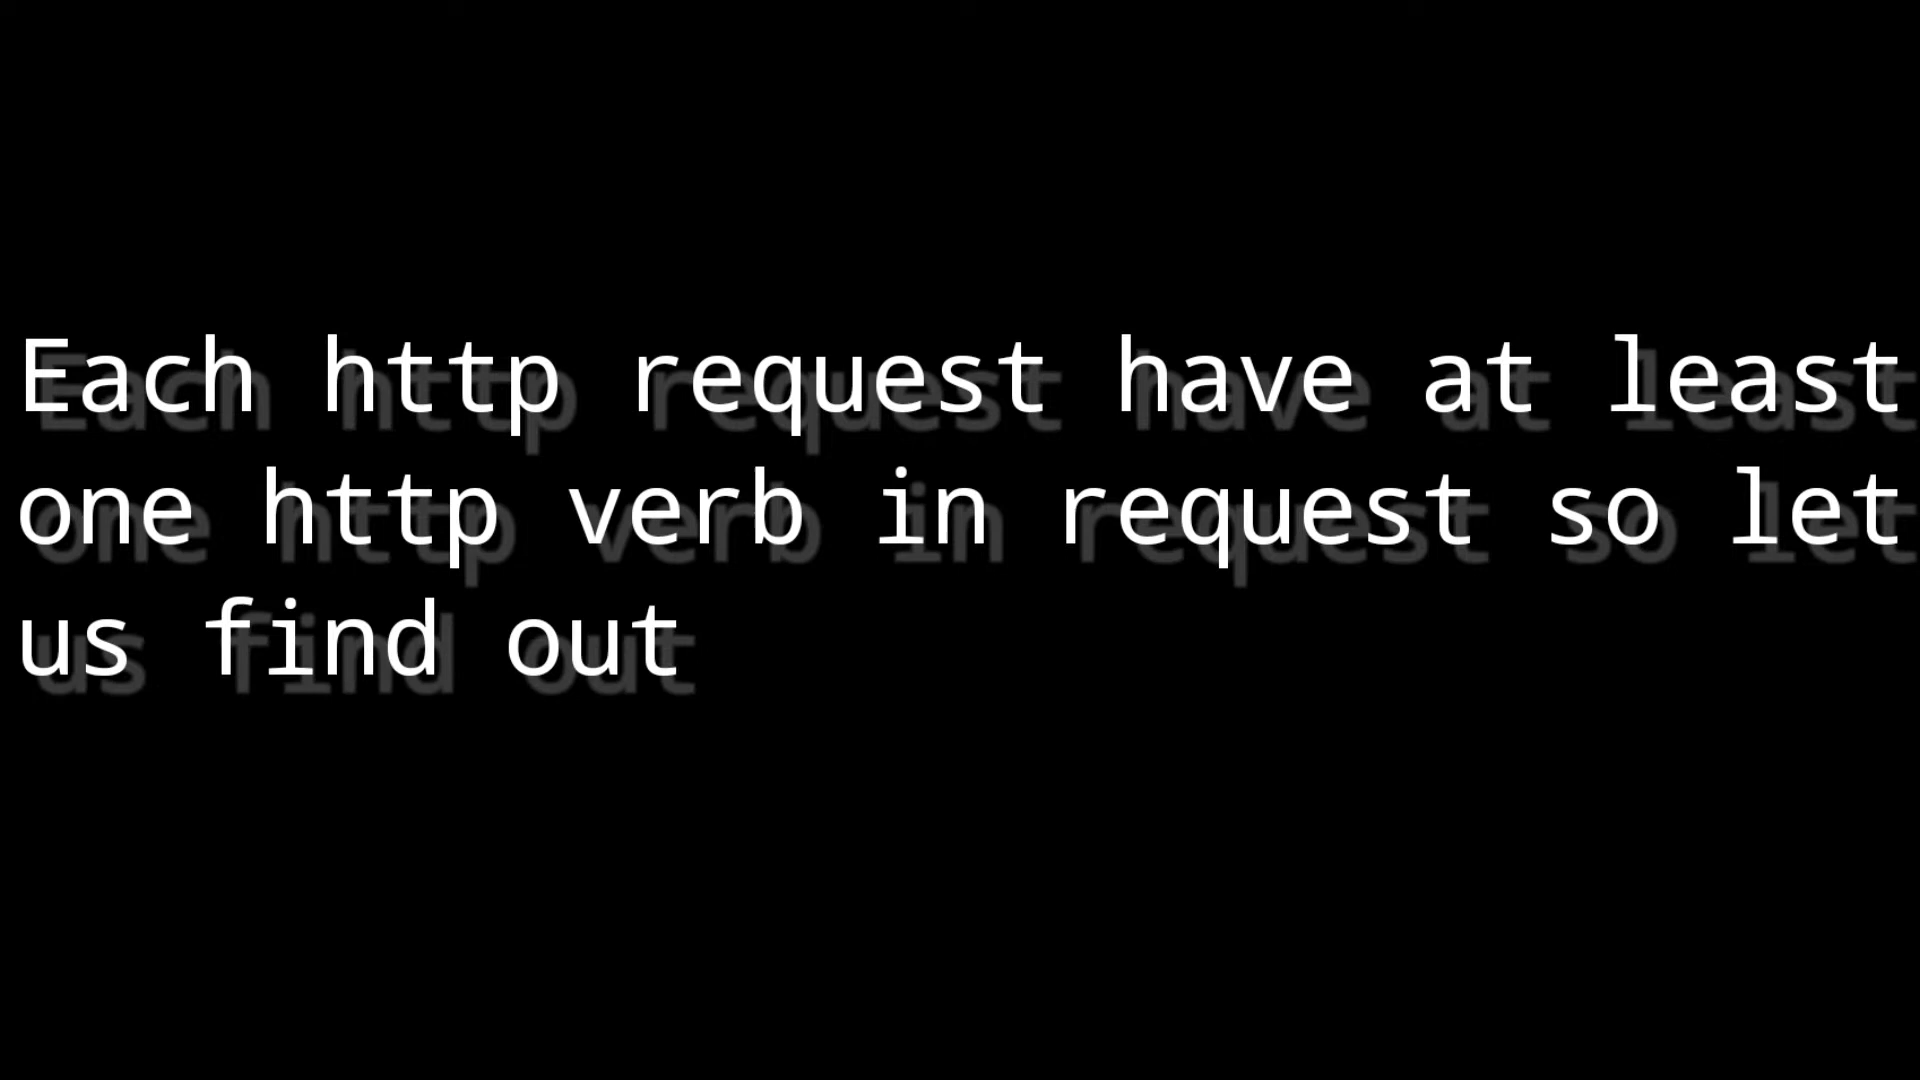 Each http request have at least
one http verb in request so let
us find out